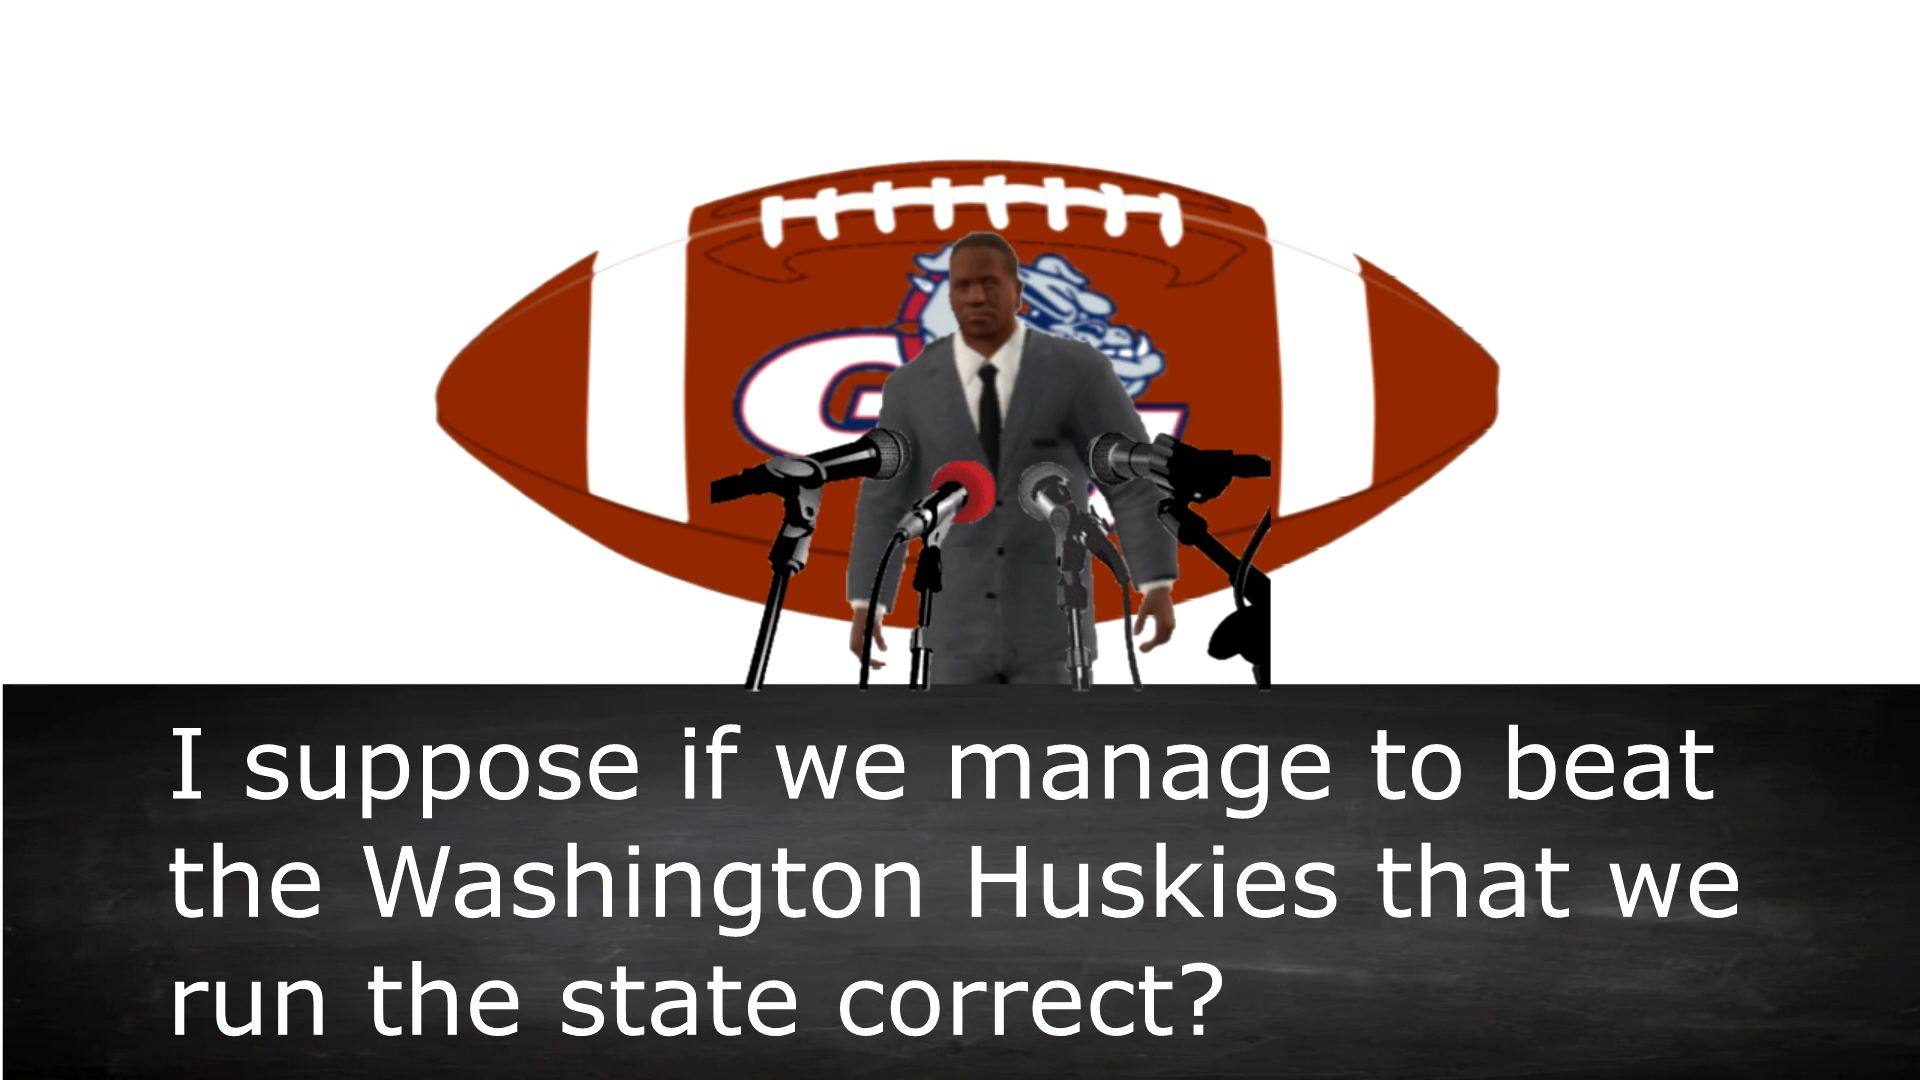 G
I suppose if we manage to beat
the Washington Huskies that we
run the state correct?